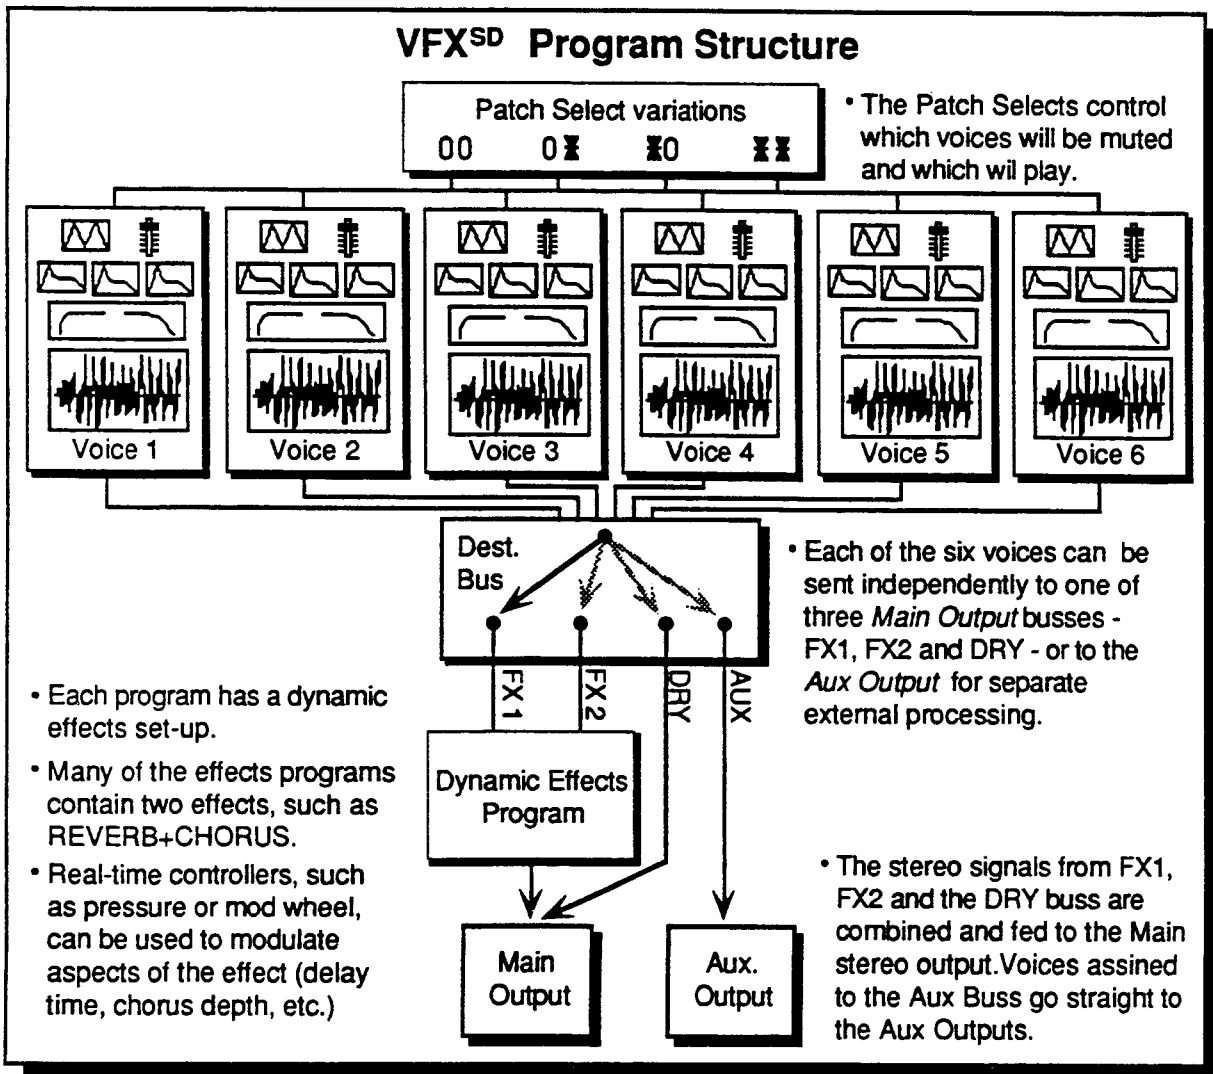 VFXSD Program Structure
Patch Select variations
00 0* *0 **
• The Patch Selects control
which voices will be muted
and which wil play.
Voice 1
Voice 2
Voice 3
Voice 4
Voice 5
Voice 6
Dest.
Bus
FX 1
FX 2
DRY
AUX
• Each of the six voices can be
sent independently to one of
three Main Output busses -
FX1, FX2 and DRY - or to the
Aux Output for separate
external processing.
• Each program has a dynamic
effects set-up.
• Many of the effects programs
contain two effects, such as
REVERB+CHORUS.
• Real-time controllers, such
as pressure or mod wheel,
can be used to modulate
aspects of the effect (delay
time, chorus depth, etc.)
Dynamic Effects
Program
Main
Output
Aux.
Output
• The stereo signals from FX1,
FX2 and the DRY buss are
combined and fed to the Main
stereo output.Voices assined
to the Aux Buss go straight to
the Aux Outputs.